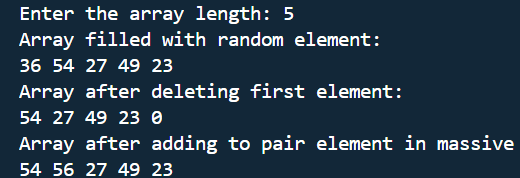 Enter the array length: 5
Array filled with random element:
36 54 27 49 23
Array after deleting first element:
54 27 49 23 0
Array after adding to pair element in massive
54 56 27 49 23